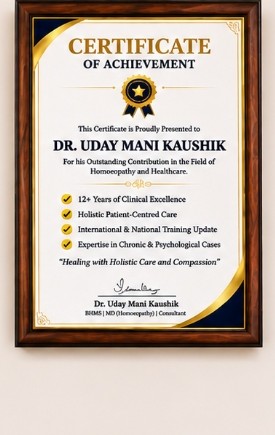 CERTIFICATE
OF ACHIEVEMENT
This Certificate is Proudly Presented to
DR. UDAY MANI KAUSHIK
For his Outstanding Contribution in the Field of
Homoeopathy and Healthcare.
12+ Years of Clinical Excellence
Holistic Patient-Centred Care
International & National Training Update
Expertise in Chronic & Psychological Cases
"Healing with Holistic Care and Compassion"
Dr. Uday Mani Kaushik
BHMS | MD (Homoeopathy) | Consultant